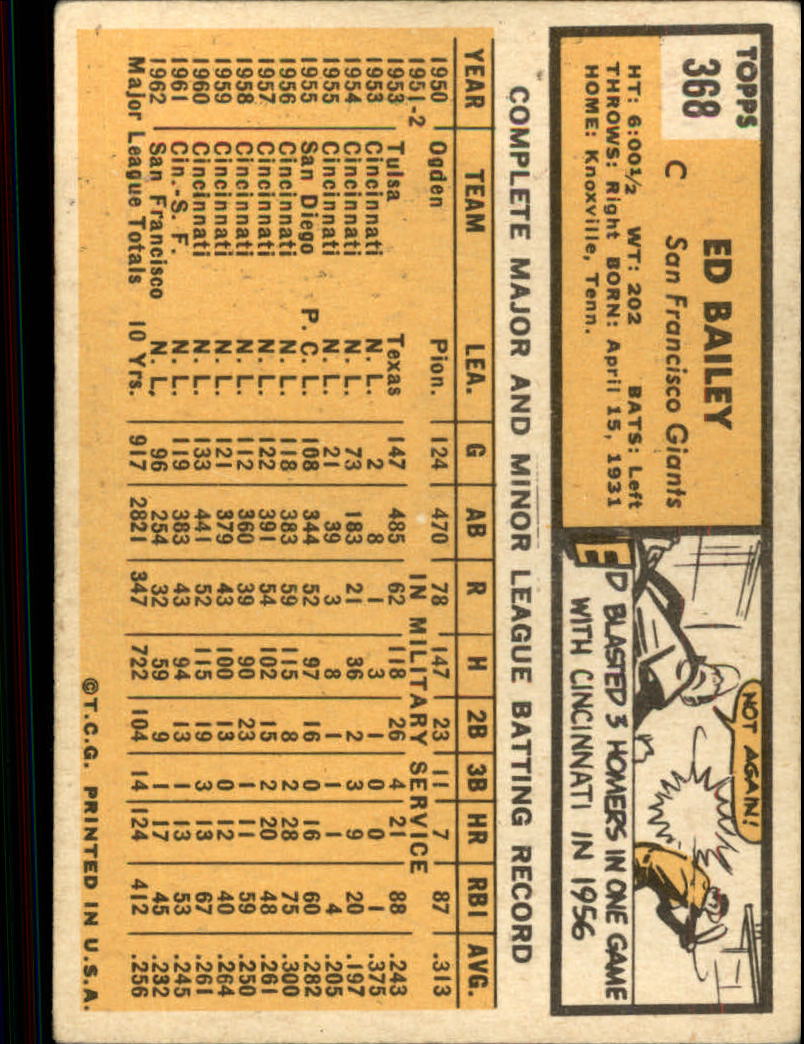 TOPPS
368
ED BAILEY
C San Francisco Giants
HT: 6:00½ WT: 202 BATS: Left
THROWS: Right BORN: April 15, 1931
HOME: Knoxville, Tenn.
NOT AGAIN!
ED BLASTED 3 HOMERS IN ONE GAME
WITH CINCINNATI IN 1956
COMPLETE MAJOR AND MINOR LEAGUE BATTING RECORD
YEAR TEAM LEA. G AB R H 2B 3B HR RBI AVG.
1950 Ogden Pion. 124 470 78 147 23 11 7 87 .313
1951-2 IN MILITARY SERVICE
1953 Tulsa Texas 147 485 62 118 26 4 21 88 .243
1953 Cincinnati N. L. 2 8 1 3 1 0 0 1 .375
1954 Cincinnati N. L. 73 183 21 36 2 3 9 20 .197
1955 Cincinnati N. L. 21 39 3 8 1 1 1 4 .205
1955 San Diego P. C. L. 108 344 52 97 16 0 16 60 .282
1956 Cincinnati N. L. 118 383 59 115 8 2 28 75 .300
1957 Cincinnati N. L. 122 391 54 102 15 2 20 48 .261
1958 Cincinnati N. L. 112 360 39 90 23 1 11 59 .250
1959 Cincinnati N. L. 121 379 43 100 13 0 12 40 .264
1960 Cincinnati N. L. 133 441 52 115 19 3 13 67 .261
1961 Cin.-S. F. N. L. 119 383 43 94 13 1 13 53 .245
1962 San Francisco N. L. 96 254 32 59 9 1 17 45 .232
Major League Totals 10 Yrs. 917 2821 347 722 104 14 124 412 .256
©T.C.G. PRINTED IN U.S.A.